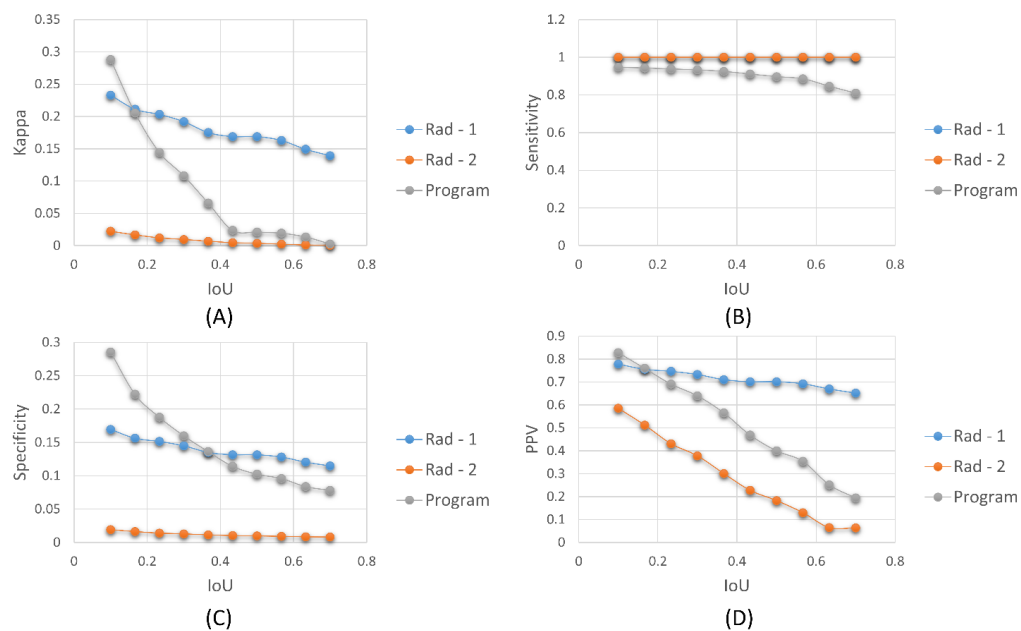 0.35
0.3
0.25
0.2
0.15
0.1
0.05
0
Kappa
0 0.2 0.4 0.6 0.8
IoU
Rad - 1
Rad - 2
Program
(A)
1.2
1
0.8
0.6
0.4
0.2
0
Sensitivity
0 0.2 0.4 0.6 0.8
IoU
Rad - 1
Rad - 2
Program
(B)
0.3
0.25
0.2
0.15
0.1
0.05
0
Specificity
0 0.2 0.4 0.6 0.8
IoU
Rad - 1
Rad - 2
Program
(C)
0.9
0.8
0.7
0.6
0.5
0.4
0.3
0.2
0.1
0
PPV
0 0.2 0.4 0.6 0.8
IoU
Rad - 1
Rad - 2
Program
(D)